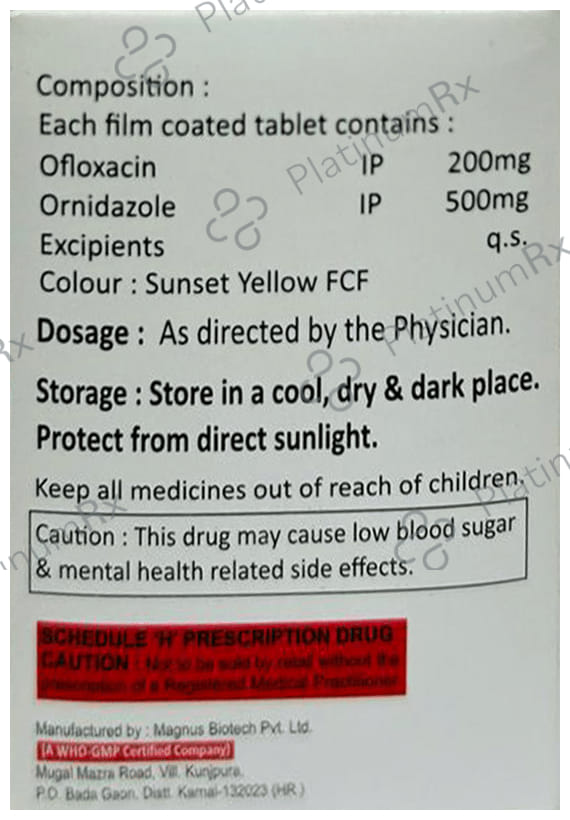 Composition :
Each film coated tablet contains :
Ofloxacin IP 200mg
Ornidazole IP 500mg
Excipients q.s.
Colour : Sunset Yellow FCF
Dosage : As directed by the Physician.
Storage : Store in a cool, dry & dark place.
Protect from direct sunlight.
Keep all medicines out of reach of children.
Caution : This drug may cause low blood sugar
& mental health related side effects.
SCHEDULE 'H' PRESCRIPTION DRUG
CAUTION : Not to be sold by retail without the
prescription of a Registered Medical Practitioner
Manufactured by : Magnus Biotech Pvt. Ltd.
(A WHO-GMP Certified Company)
Mugal Mazra Road, Vill. Kunjpura,
P.O. Bada Gaon, Distt. Karnal-132023 (HR.)
PlatinumRx
PlatinumRx